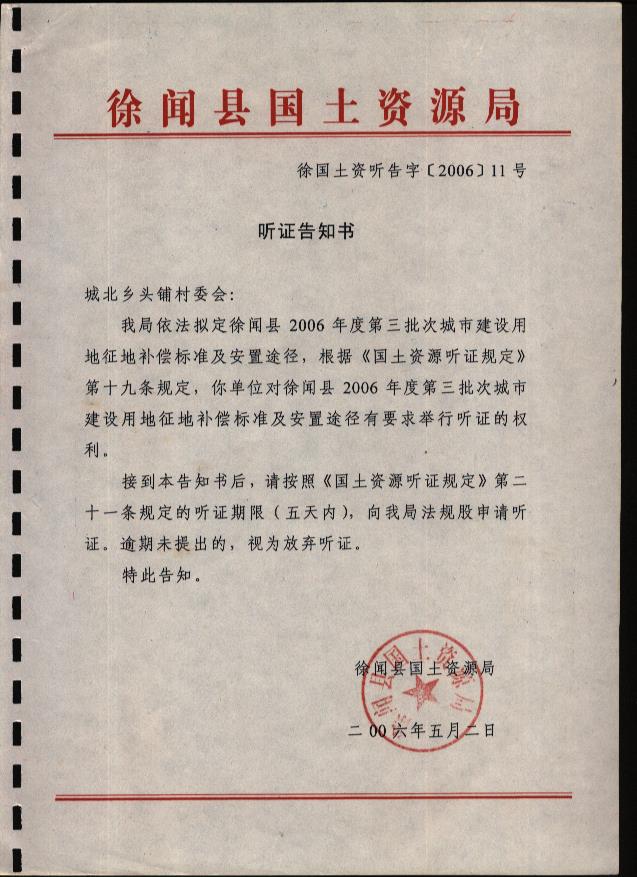 徐闻县国土资源局
徐国土资听告字〔2006〕11号
听证告知书
城北乡头铺村委会：
我局依法拟定徐闻县 2006 年度第三批次城市建设用
地征地补偿标准及安置途径，根据《国土资源听证规定》
第十九条规定，你单位对徐闻县 2006 年度第三批次城市
建设用地征地补偿标准及安置途径有要求举行听证的权
利。
接到本告知书后，请按照《国土资源听证规定》第二
十一条规定的听证期限（五天内），向我局法规股申请听
证。逾期未提出的，视为放弃听证。
特此告知。
徐闻县国土资源局
徐闻县国土资源局
二00六年五月二日